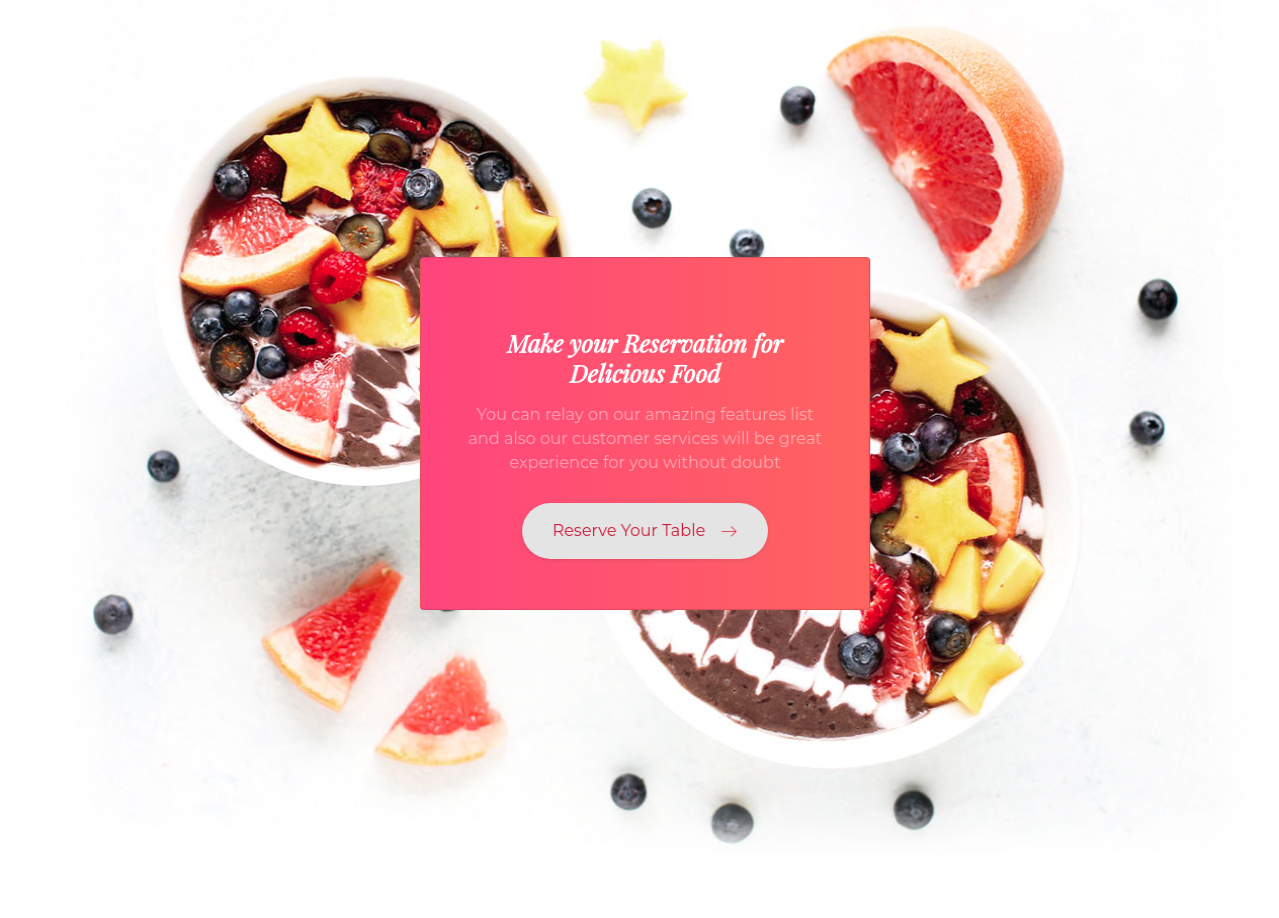 Make your Reservation for
Delicious Food
You can relay on our amazing features list
and also our customer services will be great
experience for you without doubt
Reserve Your Table